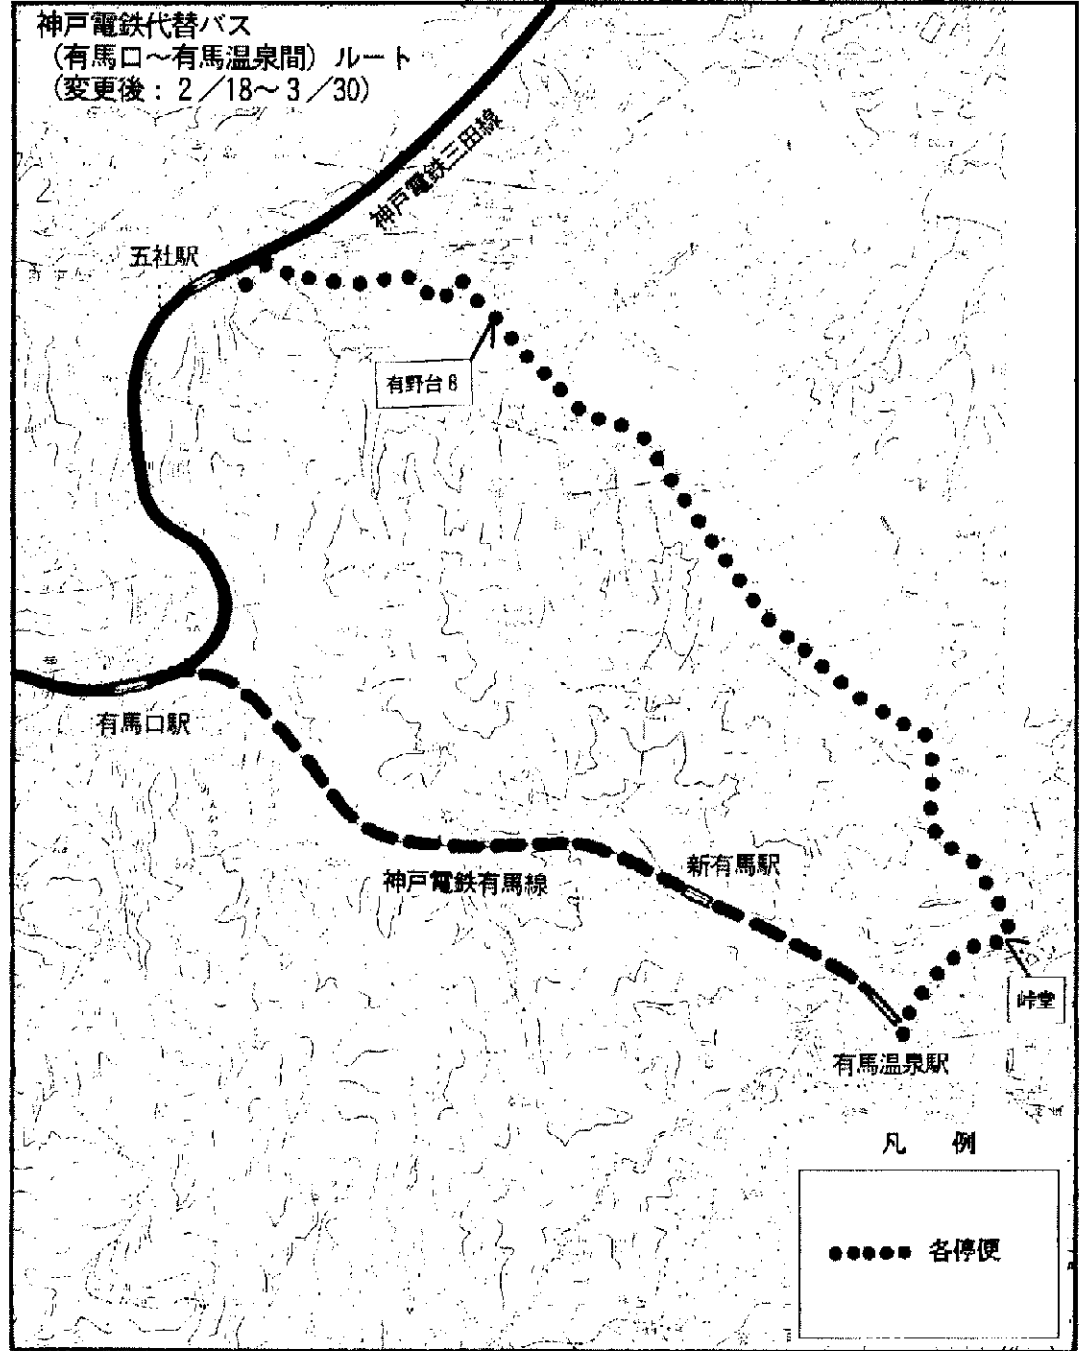 神戸電鉄代替バス
(有馬口～有馬温泉間) ルート
(変更後：2／18～3／30)
神戸電鉄三田線
五社駅
有野台8
有馬口駅
新有馬駅
神戸電鉄有馬線
峠堂
有馬温泉駅
凡 例
各停便